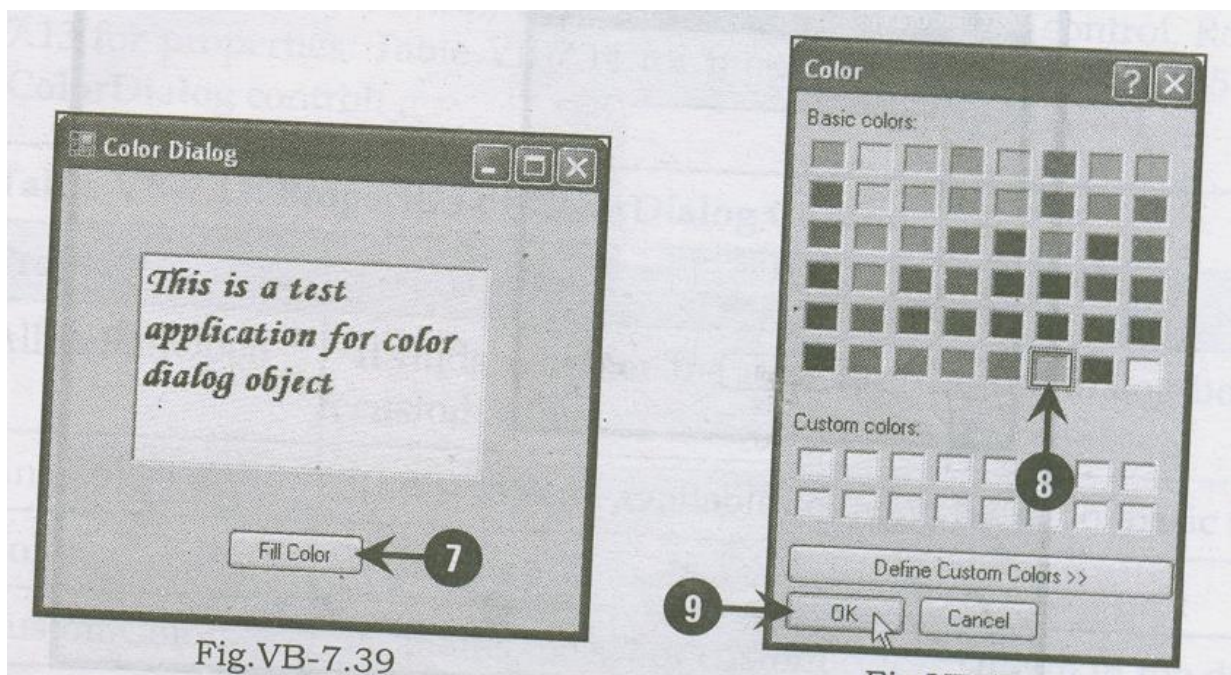 Color Dialog
This is a test
application for color
dialog object
Fill Color
7
Fig.VB-7.39
Color
Basic colors:
8
Custom colors:
Define Custom Colors >>
9
OK
Cancel